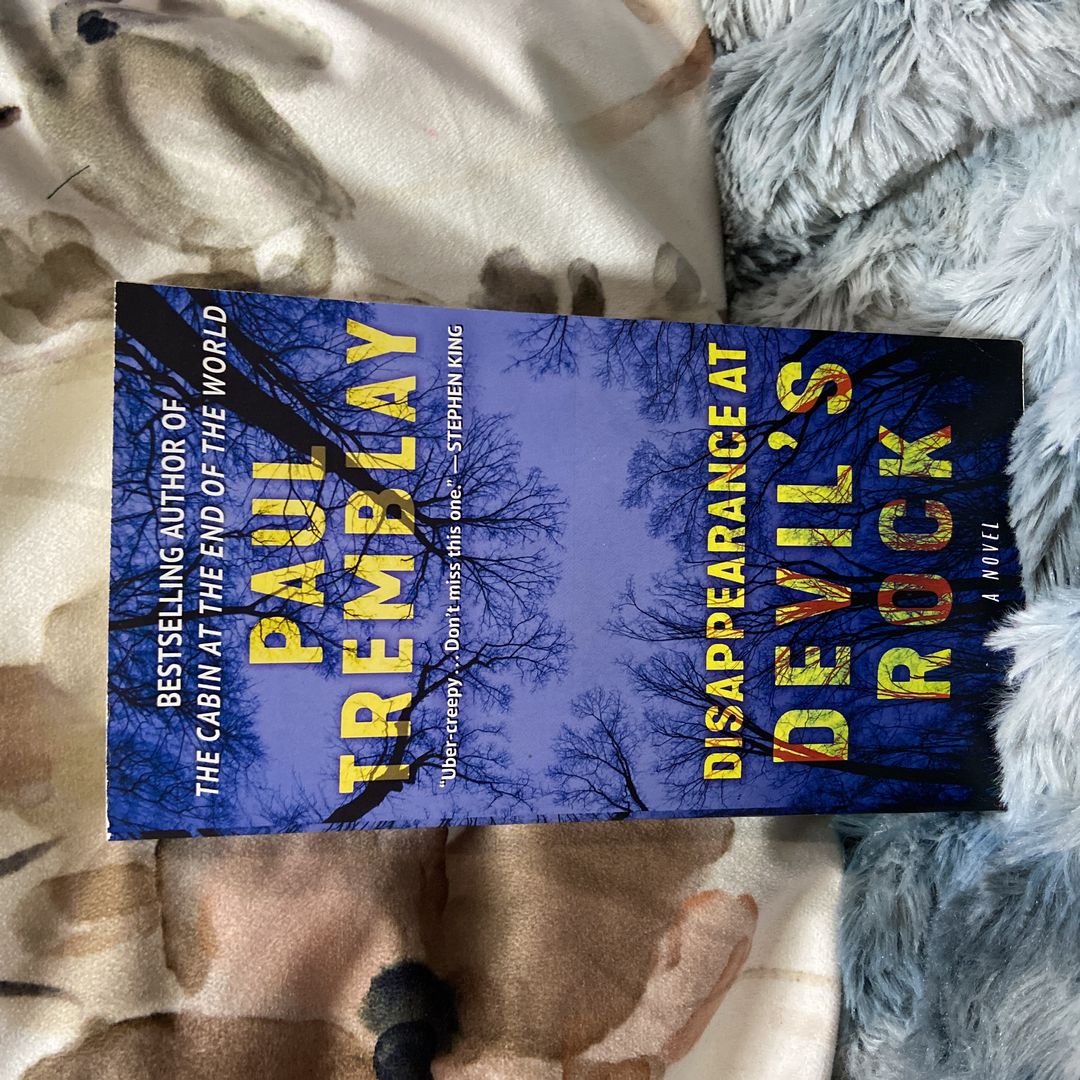 BESTSELLING AUTHOR OF
THE CABIN AT THE END OF THE WORLD
PAUL
TREMBLAY
"Uber-creepy . . . Don't miss this one." — STEPHEN KING
DISAPPEARANCE AT
DEVIL'S
ROCK
A NOVEL